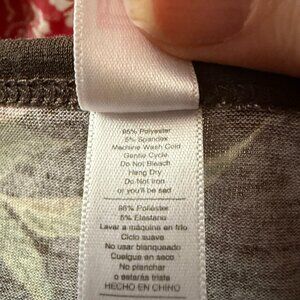 95% Polyester
5% Spandex
Machine Wash Cold
Gentle Cycle
Do Not Bleach
Hang Dry
Do Not Iron
or you'll be sad
95% Poliéster
5% Elastano
Lavar a máquina en frío
Ciclo suave
No usar blanqueado
Cuelgue en seco
No planchar
o estarás triste
HECHO EN CHINO